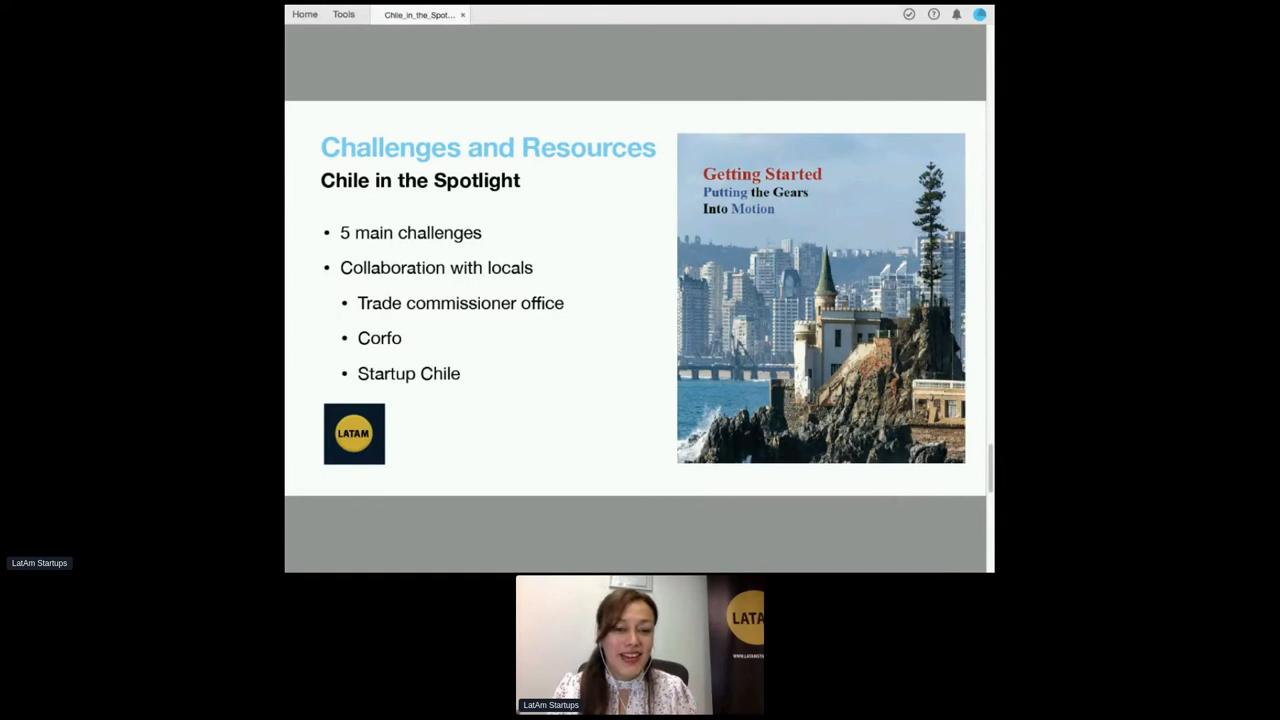 Home Tools Chile_in_the_Spot... ×
Challenges and Resources
Chile in the Spotlight
• 5 main challenges
• Collaboration with locals
• Trade commissioner office
• Corfo
• Startup Chile
LATAM
Getting Started
Putting the Gears
Into Motion
LatAm Startups
LATA
LatAm Startups